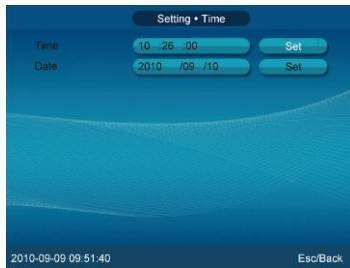 Setting • Time
Time 10 :26 :00 Set
Date 2010 /09 /10 Set
2010-09-09 09:51:40 Esc/Back